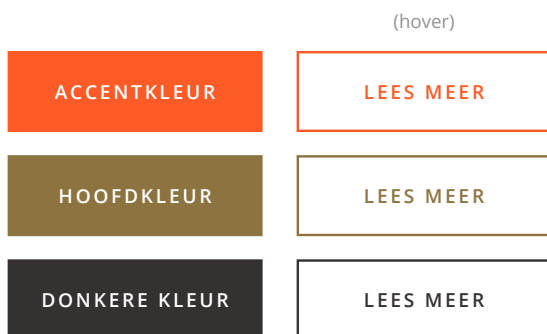 (hover)
ACCENTKLEUR LEES MEER
HOOFDKLEUR LEES MEER
DONKERE KLEUR LEES MEER